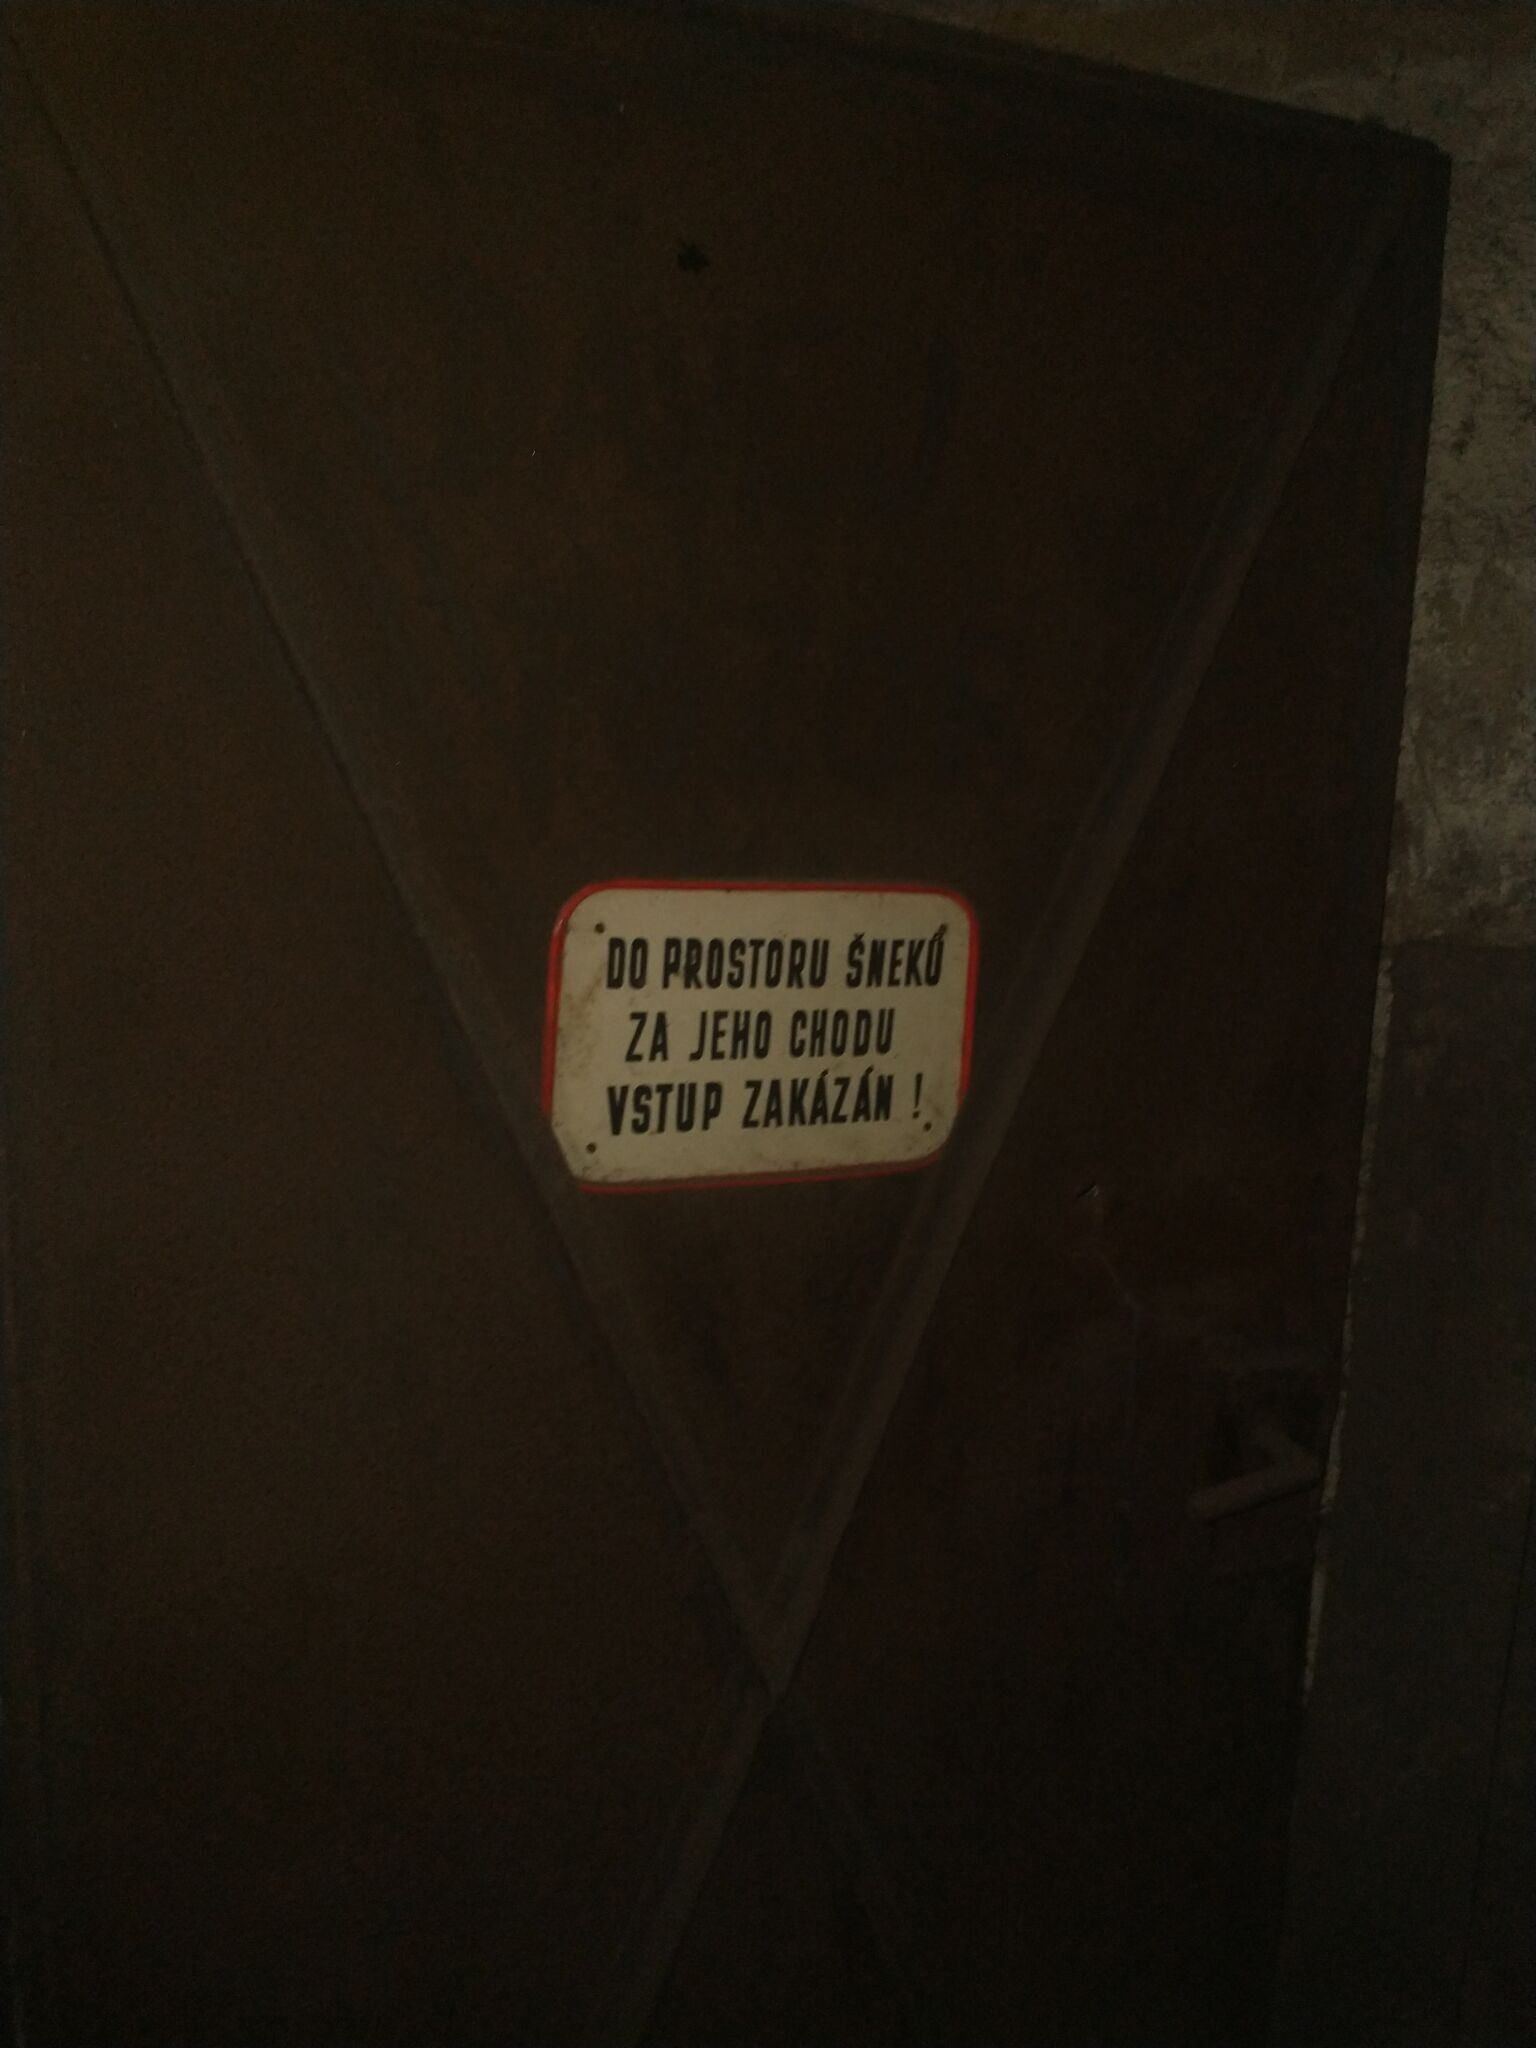 DO PROSTORU ŠNEKŮ
ZA JEHO CHODU
VSTUP ZAKÁZÁN !